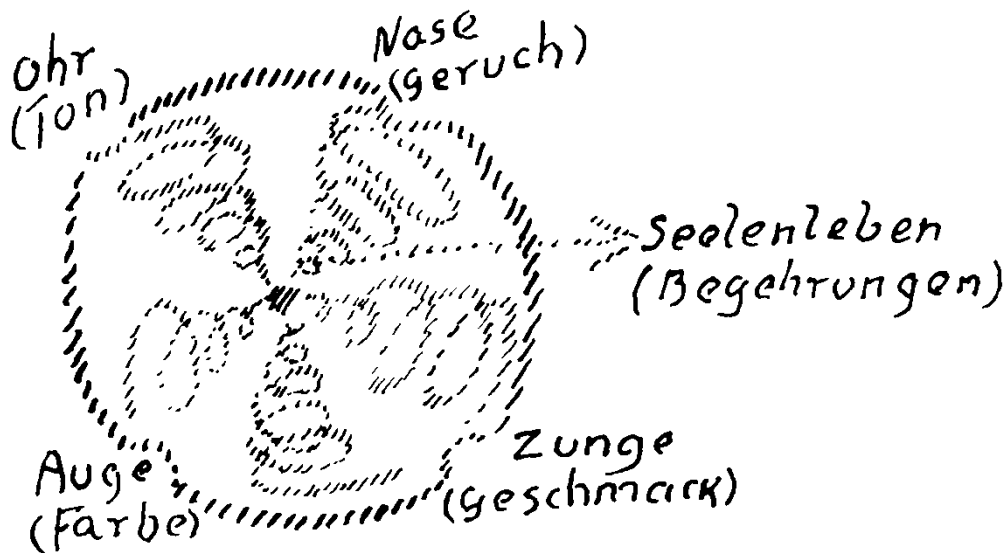 Ohr
(Ton)
Nase
(Geruch)
Seelenleben
(Begehrungen)
Auge
(Farbe)
Zunge
(Geschmack)